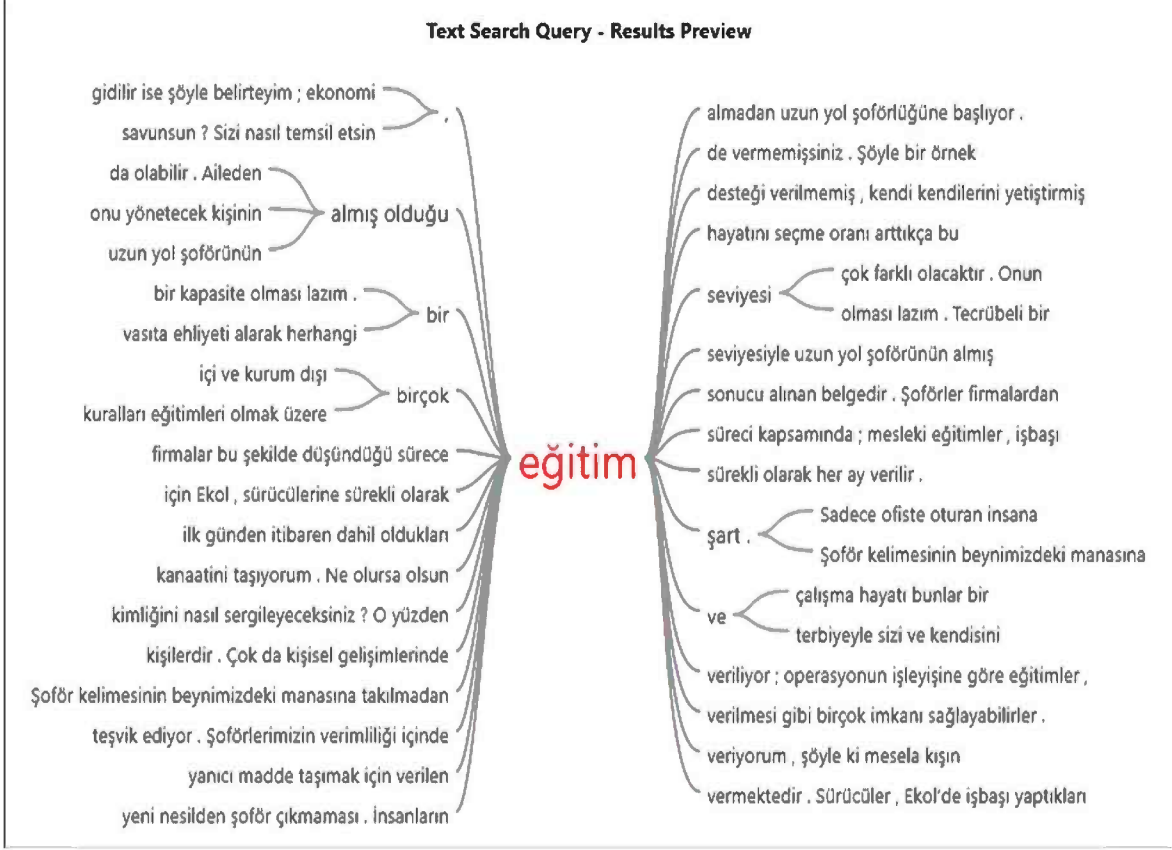 Text Search Query - Results Preview
gidilir ise şöyle belirteyim ; ekonomi
savunsun ? Sizi nasıl temsil etsin
,
da olabilir . Aileden
onu yönetecek kişinin
uzun yol şoförünün
almış olduğu
bir kapasite olması lazım .
vasıta ehliyeti alarak herhangi
bir
içi ve kurum dışı
kuralları eğitimleri olmak üzere
birçok
firmalar bu şekilde düşündüğü sürece
için Ekol , sürücülerine sürekli olarak
ilk günden itibaren dahil oldukları
kanaatini taşıyorum . Ne olursa olsun
kimliğini nasıl sergileyeceksiniz ? O yüzden
kişilerdir . Çok da kişisel gelişimlerinde
Şoför kelimesinin beynimizdeki manasına takılmadan
teşvik ediyor . Şoförlerimizin verimliliği içinde
yanıcı madde taşımak için verilen
yeni nesilden şoför çıkmaması . İnsanların
eğitim
almadan uzun yol şoförlüğüne başlıyor .
de vermemişsiniz . Şöyle bir örnek
desteği verilmemiş , kendi kendilerini yetiştirmiş
hayatını seçme oranı arttıkça bu
seviyesi
çok farklı olacaktır . Onun
olması lazım . Tecrübeli bir
seviyesiyle uzun yol şoförünün almış
sonucu alınan belgedir . Şoförler firmalardan
süreci kapsamında ; mesleki eğitimler , işbaşı
sürekli olarak her ay verilir .
şart .
Sadece ofiste oturan insana
Şoför kelimesinin beynimizdeki manasına
ve
çalışma hayatı bunlar bir
terbiyeyle sizi ve kendisini
veriliyor ; operasyonun işleyişine göre eğitimler ,
verilmesi gibi birçok imkanı sağlayabilirler .
veriyorum , şöyle ki mesela kışın
vermektedir . Sürücüler , Ekol'de işbaşı yaptıkları